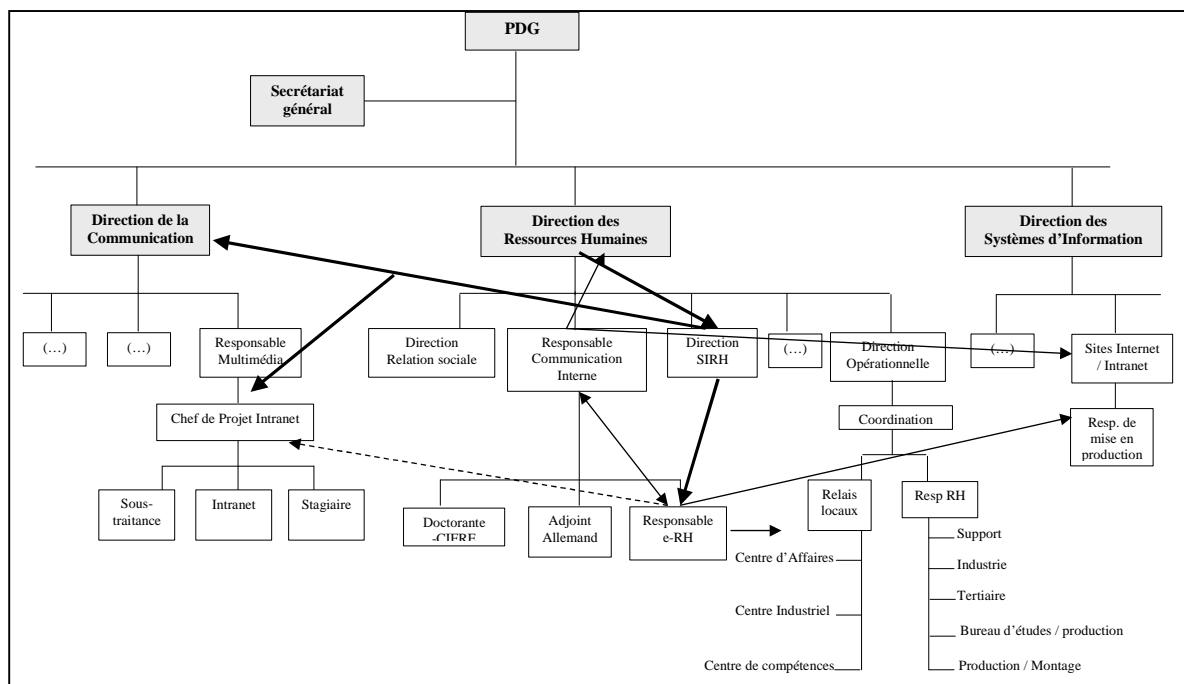 PDG
Secrétariat
général
Direction de la
Communication
Direction des
Ressources Humaines
Direction des
Systèmes d'Information
(…)
(…)
Responsable
Multimédia
Direction
Relation sociale
Responsable
Communication
Interne
Direction
SIRH
(…)
Direction
Opérationnelle
(…)
Sites Internet
/ Intranet
Chef de Projet Intranet
Coordination
Resp. de
mise en
production
Sous-
traitance
Intranet
Stagiaire
Doctorante
-CIFRE
Adjoint
Allemand
Responsable
e-RH
Relais
locaux
Resp RH
Centre d'Affaires
Centre Industriel
Centre de compétences
Support
Industrie
Tertiaire
Bureau d'études / production
Production / Montage